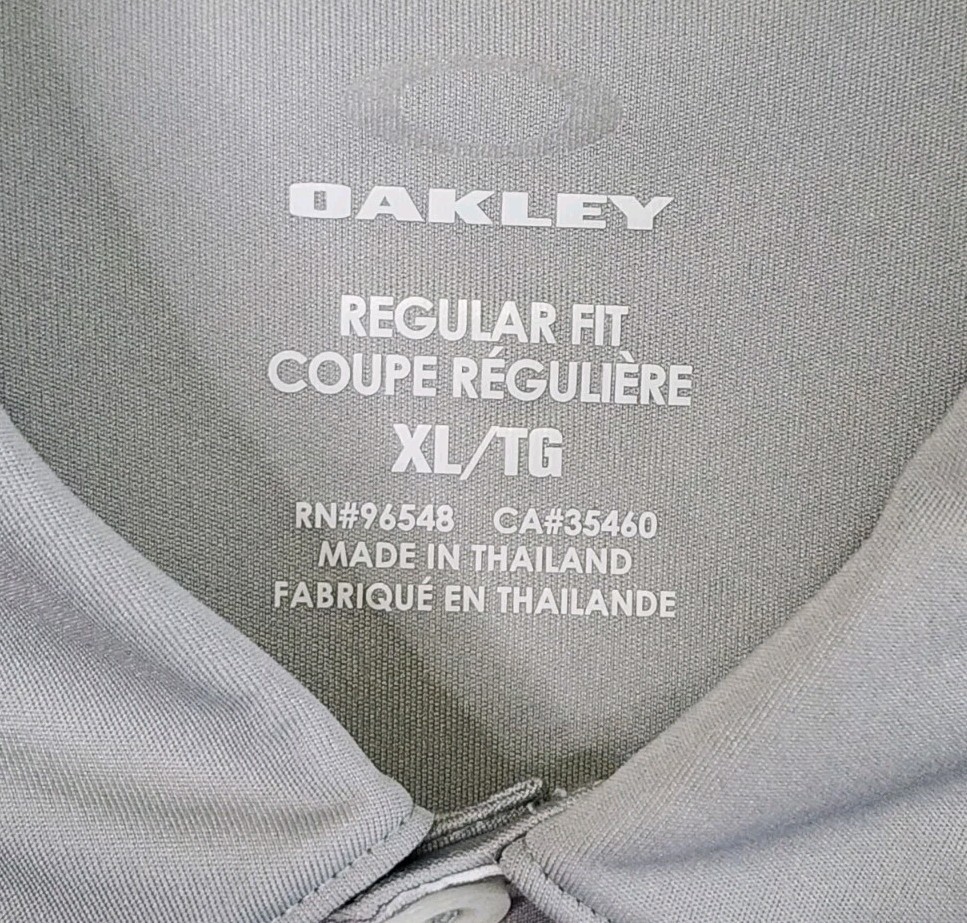 OAKLEY
REGULAR FIT
COUPE RÉGULIÈRE
XL/TG
RN#96548 CA#35460
MADE IN THAILAND
FABRIQUÉ EN THAILANDE